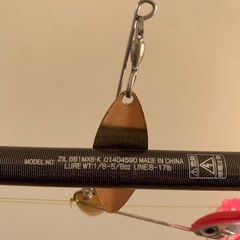 MODEL NO: ZIL 661MXB-K 01404590 MADE IN CHINA
LURE WT:1/8-5/8oz LINE:8-17lb